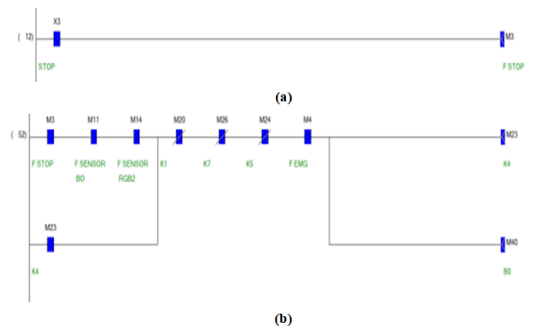 X3
( 12) M3
STOP F STOP
(a)
M3 M11 M14 M20 M26 M24 M4
( 52) M23
F STOP F SENSOR F SENSOR K1 K7 K5 F EMG K4
BO RGB2
M23
M40
K4 B0
(b)